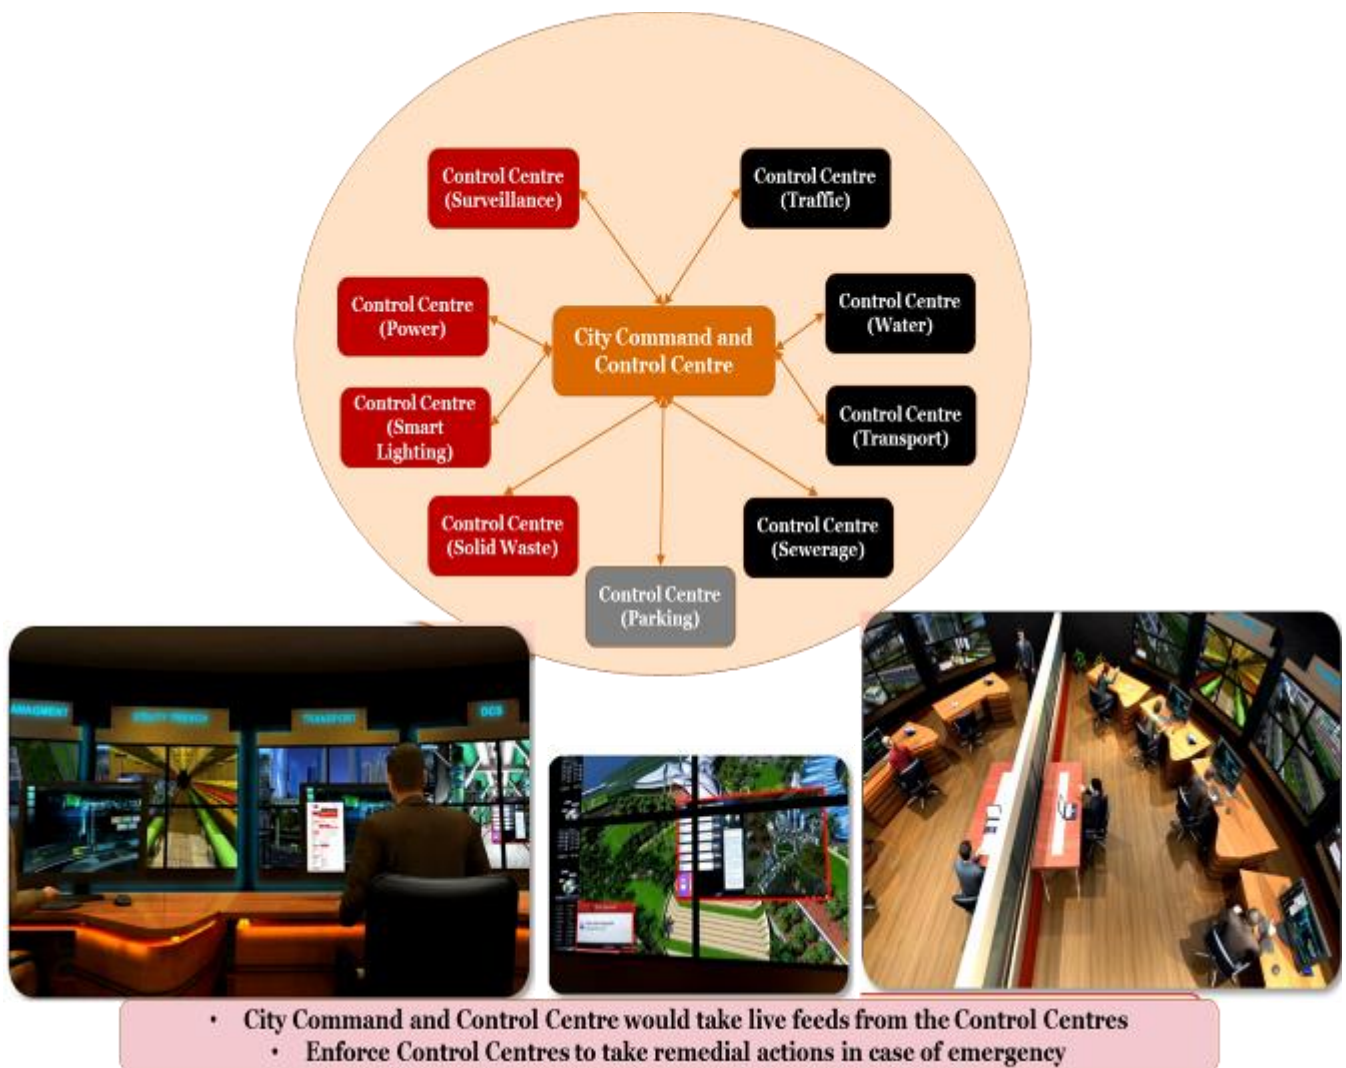 Control Centre
(Surveillance)
Control Centre
(Traffic)
Control Centre
(Power)
Control Centre
(Water)
City Command and
Control Centre
Control Centre
(Smart
Lighting)
Control Centre
(Transport)
Control Centre
(Solid Waste)
Control Centre
(Sewerage)
Control Centre
(Parking)
TRANSPORT
• City Command and Control Centre would take live feeds from the Control Centres
• Enforce Control Centres to take remedial actions in case of emergency